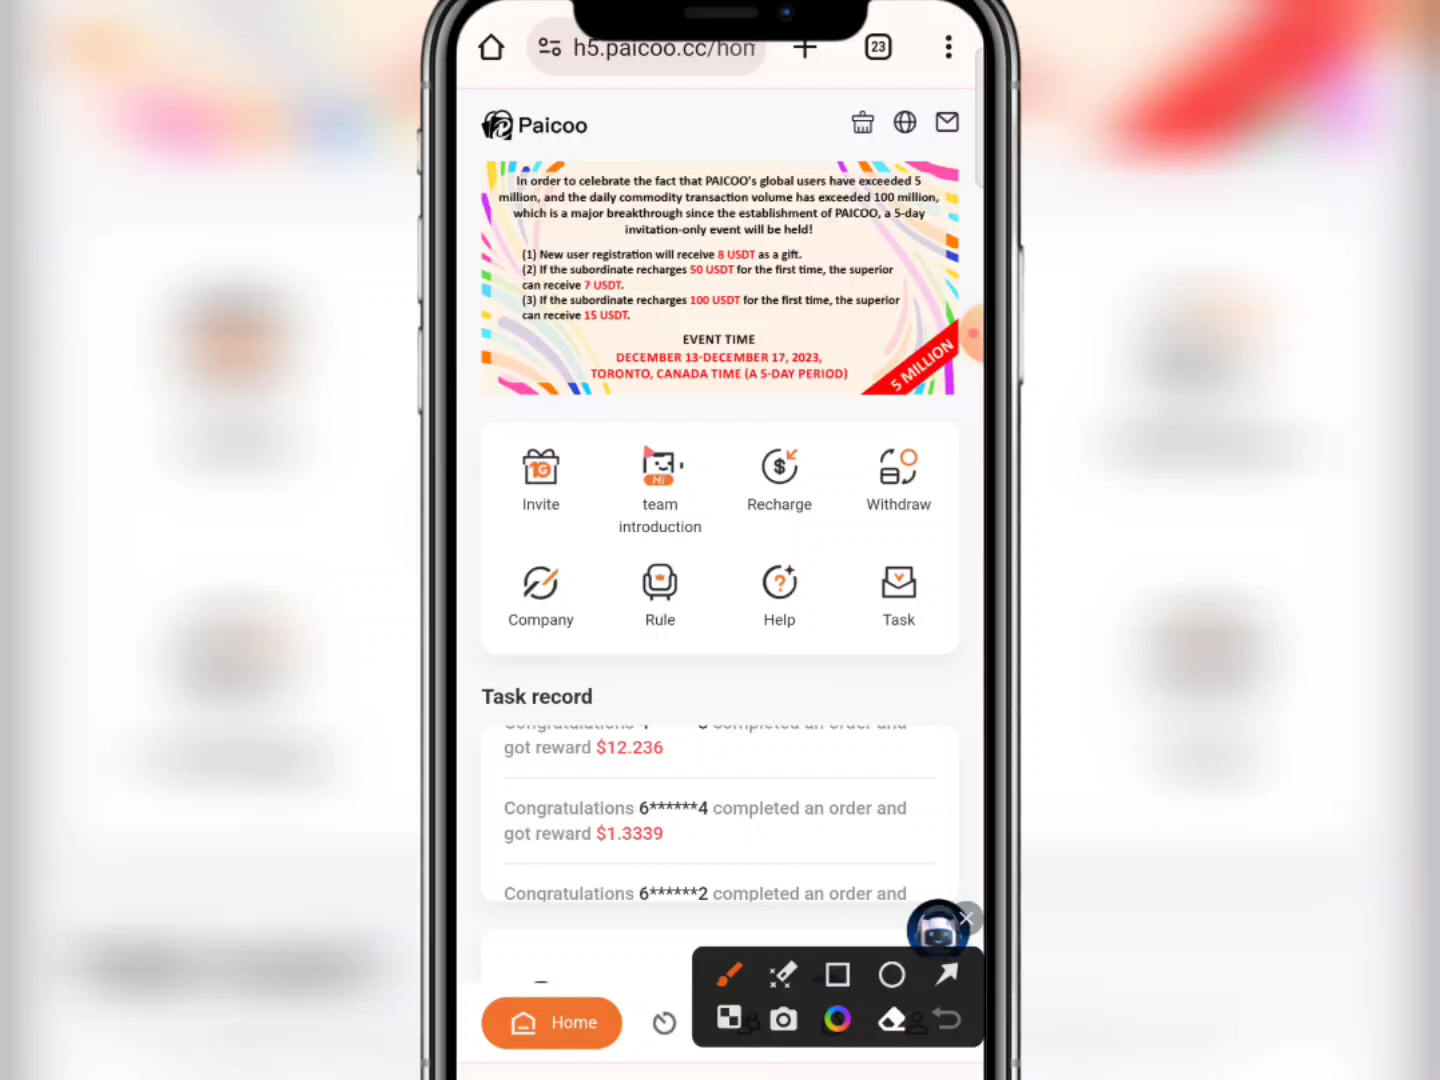 h5.paicoo.cc/hom
23
Paicoo
In order to celebrate the fact that PAICOO's global users have exceeded 5
million, and the daily commodity transaction volume has exceeded 100 million,
which is a major breakthrough since the establishment of PAICOO, a 5-day
invitation-only event will be held!
(1) New user registration will receive 8 USDT as a gift.
(2) If the subordinate recharges 50 USDT for the first time, the superior
can receive 7 USDT.
(3) If the subordinate recharges 100 USDT for the first time, the superior
can receive 15 USDT.
EVENT TIME
DECEMBER 13-DECEMBER 17, 2023,
TORONTO, CANADA TIME (A 5-DAY PERIOD)
5 MILLION
Invite
team
introduction
Recharge
Withdraw
Company
Rule
Help
Task
Task record
got reward $12.236
Congratulations 6******4 completed an order and
got reward $1.3339
Congratulations 6******2 completed an order and
Home